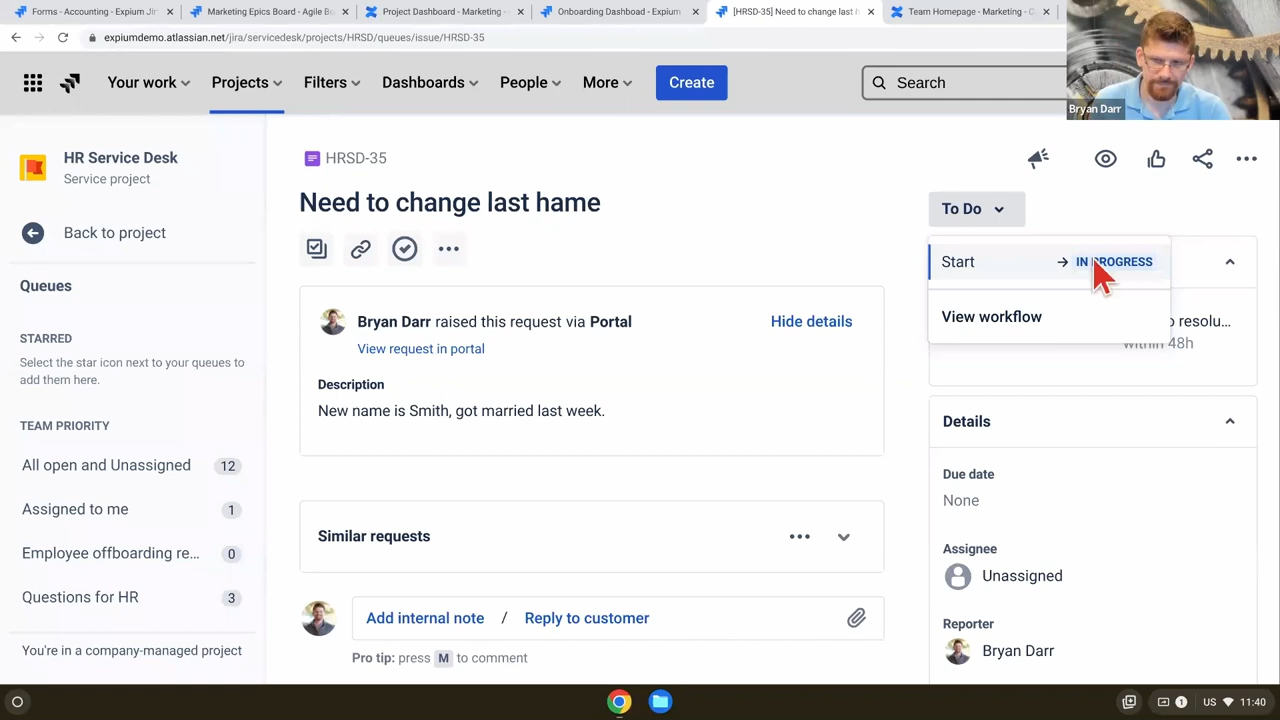 Forms - Accounting - Expium Jir
Marketing Epics Board - Agile Bo
Project Dashboard - Marketing -
Onboarding Dashboad - Expium
[HRSD-35] Need to change last h
Team Homepage - Marketing - C
expiumdemo.atlassian.net/jira/servicedesk/projects/HRSD/queues/issue/HRSD-35
Your work
Projects
Filters
Dashboards
People
More
Create
Search
Bryan Darr
HR Service Desk
Service project
Back to project
Queues
STARRED
Select the star icon next to your queues to
add them here.
TEAM PRIORITY
All open and Unassigned 12
Assigned to me 1
Employee offboarding re... 0
Questions for HR 3
You're in a company-managed project
HRSD-35
Need to change last hame
Bryan Darr raised this request via Portal
Hide details
View request in portal
Description
New name is Smith, got married last week.
Similar requests
Add internal note / Reply to customer
Pro tip: press M to comment
To Do
Start → IN PROGRESS
View workflow
o resolu...
within 48h
Details
Due date
None
Assignee
Unassigned
Reporter
Bryan Darr
1
US
11:40